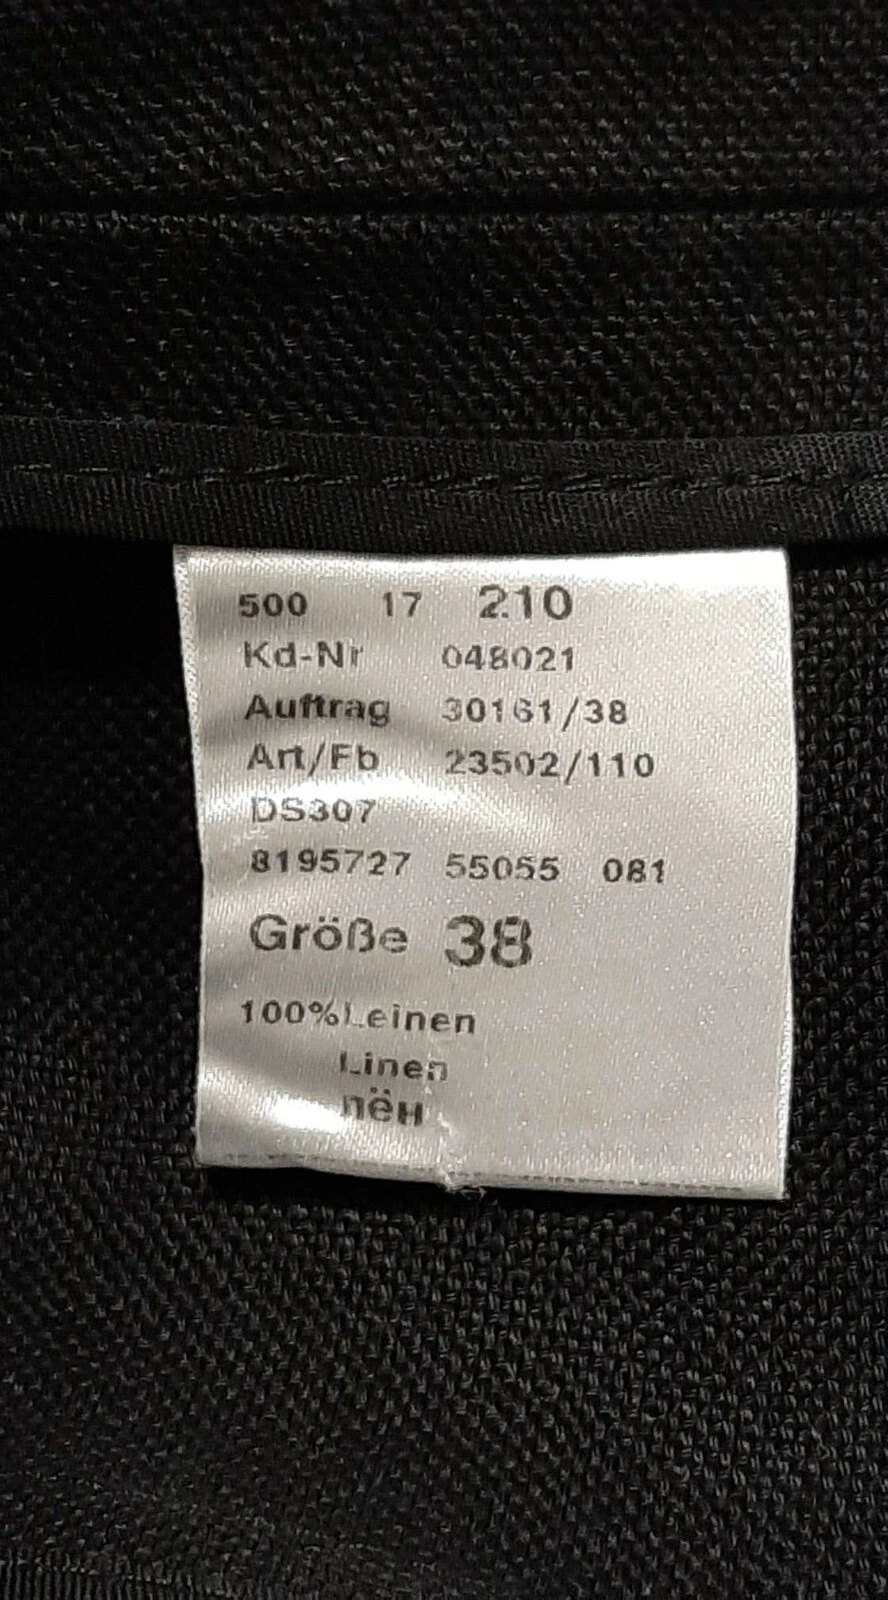 500 17 210
Kd-Nr 048021
Auftrag 30161/38
Art/Fb 23502/110
DS307
8195727 55055 081
Größe 38
100%Leinen
Linen
лён